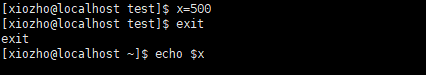 [xiozho@localhost test]$ x=500
[xiozho@localhost test]$ exit
exit
[xiozho@localhost ~]$ echo $x